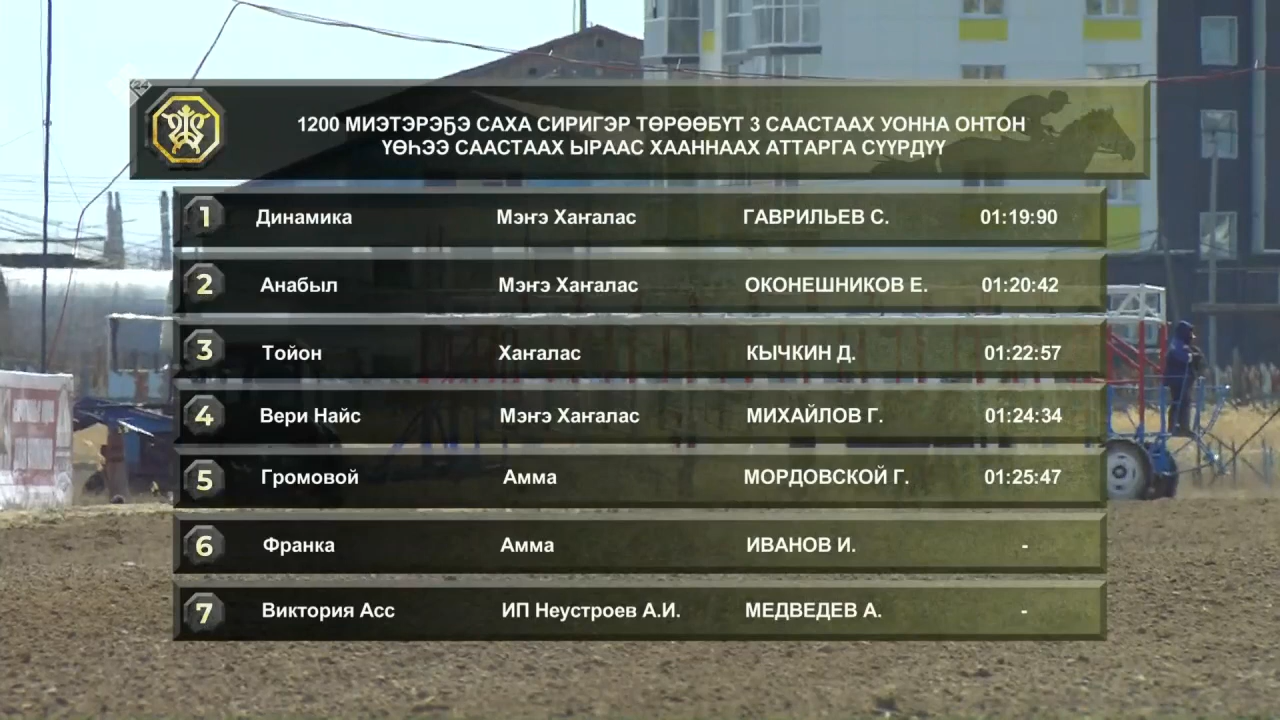 1200 МИЭТЭРЭҔЭ САХА СИРИГЭР ТӨРӨӨБҮТ 3 СААСТААХ УОННА ОНТОН
ҮӨҺЭЭ СААСТААХ ЫРААС ХААННААХ АТТАРГА СҮҮРДҮҮ
1 Динамика Мэҥэ Хаҥалас ГАВРИЛЬЕВ С. 01:19:90
2 Анабыл Мэҥэ Хаҥалас ОКОНЕШНИКОВ Е. 01:20:42
3 Тойон Хаҥалас КЫЧКИН Д. 01:22:57
4 Вери Найс Мэҥэ Хаҥалас МИХАЙЛОВ Г. 01:24:34
5 Громовой Амма МОРДОВСКОЙ Г. 01:25:47
6 Франка Амма ИВАНОВ И. -
7 Виктория Асс ИП Неустроев А.И. МЕДВЕДЕВ А. -